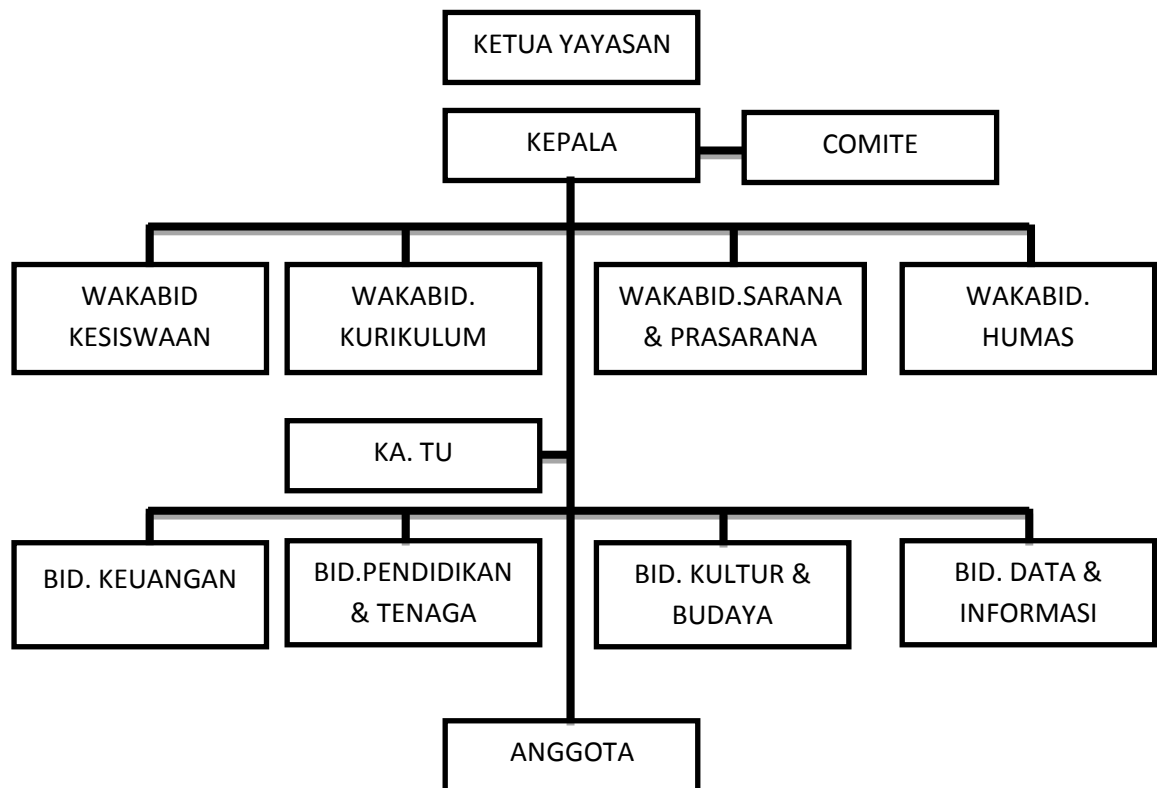 KETUA YAYASAN
KEPALA
COMITE
WAKABID
KESISWAAN
WAKABID.
KURIKULUM
WAKABID.SARANA
& PRASARANA
WAKABID.
HUMAS
KA. TU
BID. KEUANGAN
BID.PENDIDIKAN
& TENAGA
BID. KULTUR &
BUDAYA
BID. DATA &
INFORMASI
ANGGOTA